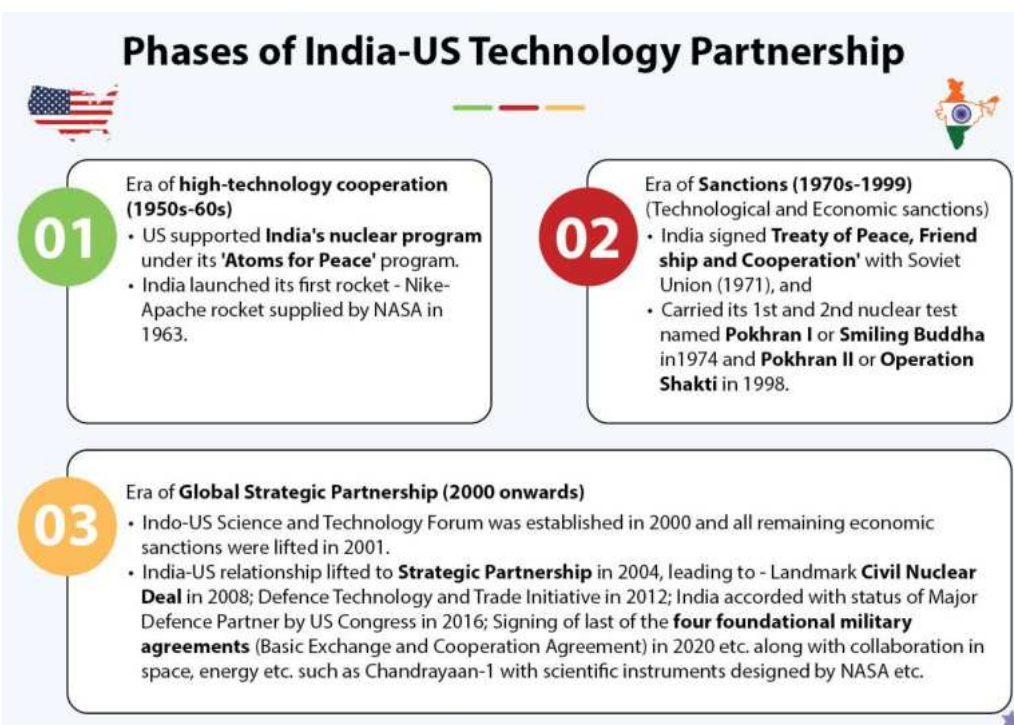 Phases of India-US Technology Partnership
01
Era of high-technology cooperation
(1950s-60s)
• US supported India's nuclear program
under its 'Atoms for Peace' program.
• India launched its first rocket - Nike-
Apache rocket supplied by NASA in
1963.
02
Era of Sanctions (1970s-1999)
(Technological and Economic sanctions)
• India signed Treaty of Peace, Friend
ship and Cooperation' with Soviet
Union (1971), and
• Carried its 1st and 2nd nuclear test
named Pokhran I or Smiling Buddha
in1974 and Pokhran II or Operation
Shakti in 1998.
03
Era of Global Strategic Partnership (2000 onwards)
• Indo-US Science and Technology Forum was established in 2000 and all remaining economic
sanctions were lifted in 2001.
• India-US relationship lifted to Strategic Partnership in 2004, leading to - Landmark Civil Nuclear
Deal in 2008; Defence Technology and Trade Initiative in 2012; India accorded with status of Major
Defence Partner by US Congress in 2016; Signing of last of the four foundational military
agreements (Basic Exchange and Cooperation Agreement) in 2020 etc. along with collaboration in
space, energy etc. such as Chandrayaan-1 with scientific instruments designed by NASA etc.